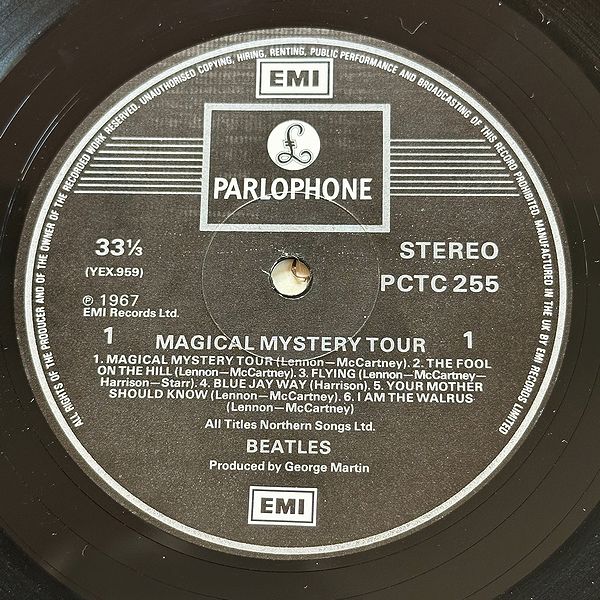 ALL RIGHTS OF THE PRODUCER AND OF THE OWNER OF THE RECORDED WORK RESERVED. UNAUTHORISED COPYING, HIRING, RENTING, PUBLIC PERFORMANCE AND BROADCASTING OF THIS RECORD PROHIBITED. MANUFACTURED IN THE UK BY EMI RECORDS LIMITED
EMI
£
PARLOPHONE
33⅓
STEREO
(YEX.959)
PCTC 255
℗ 1967
EMI Records Ltd.
1 MAGICAL MYSTERY TOUR 1
1. MAGICAL MYSTERY TOUR (Lennon—McCartney). 2. THE FOOL
ON THE HILL (Lennon—McCartney). 3. FLYING (Lennon—McCartney—
Harrison—Starr). 4. BLUE JAY WAY (Harrison). 5. YOUR MOTHER
SHOULD KNOW (Lennon—McCartney). 6. I AM THE WALRUS
(Lennon—McCartney)
All Titles Northern Songs Ltd.
BEATLES
Produced by George Martin
EMI